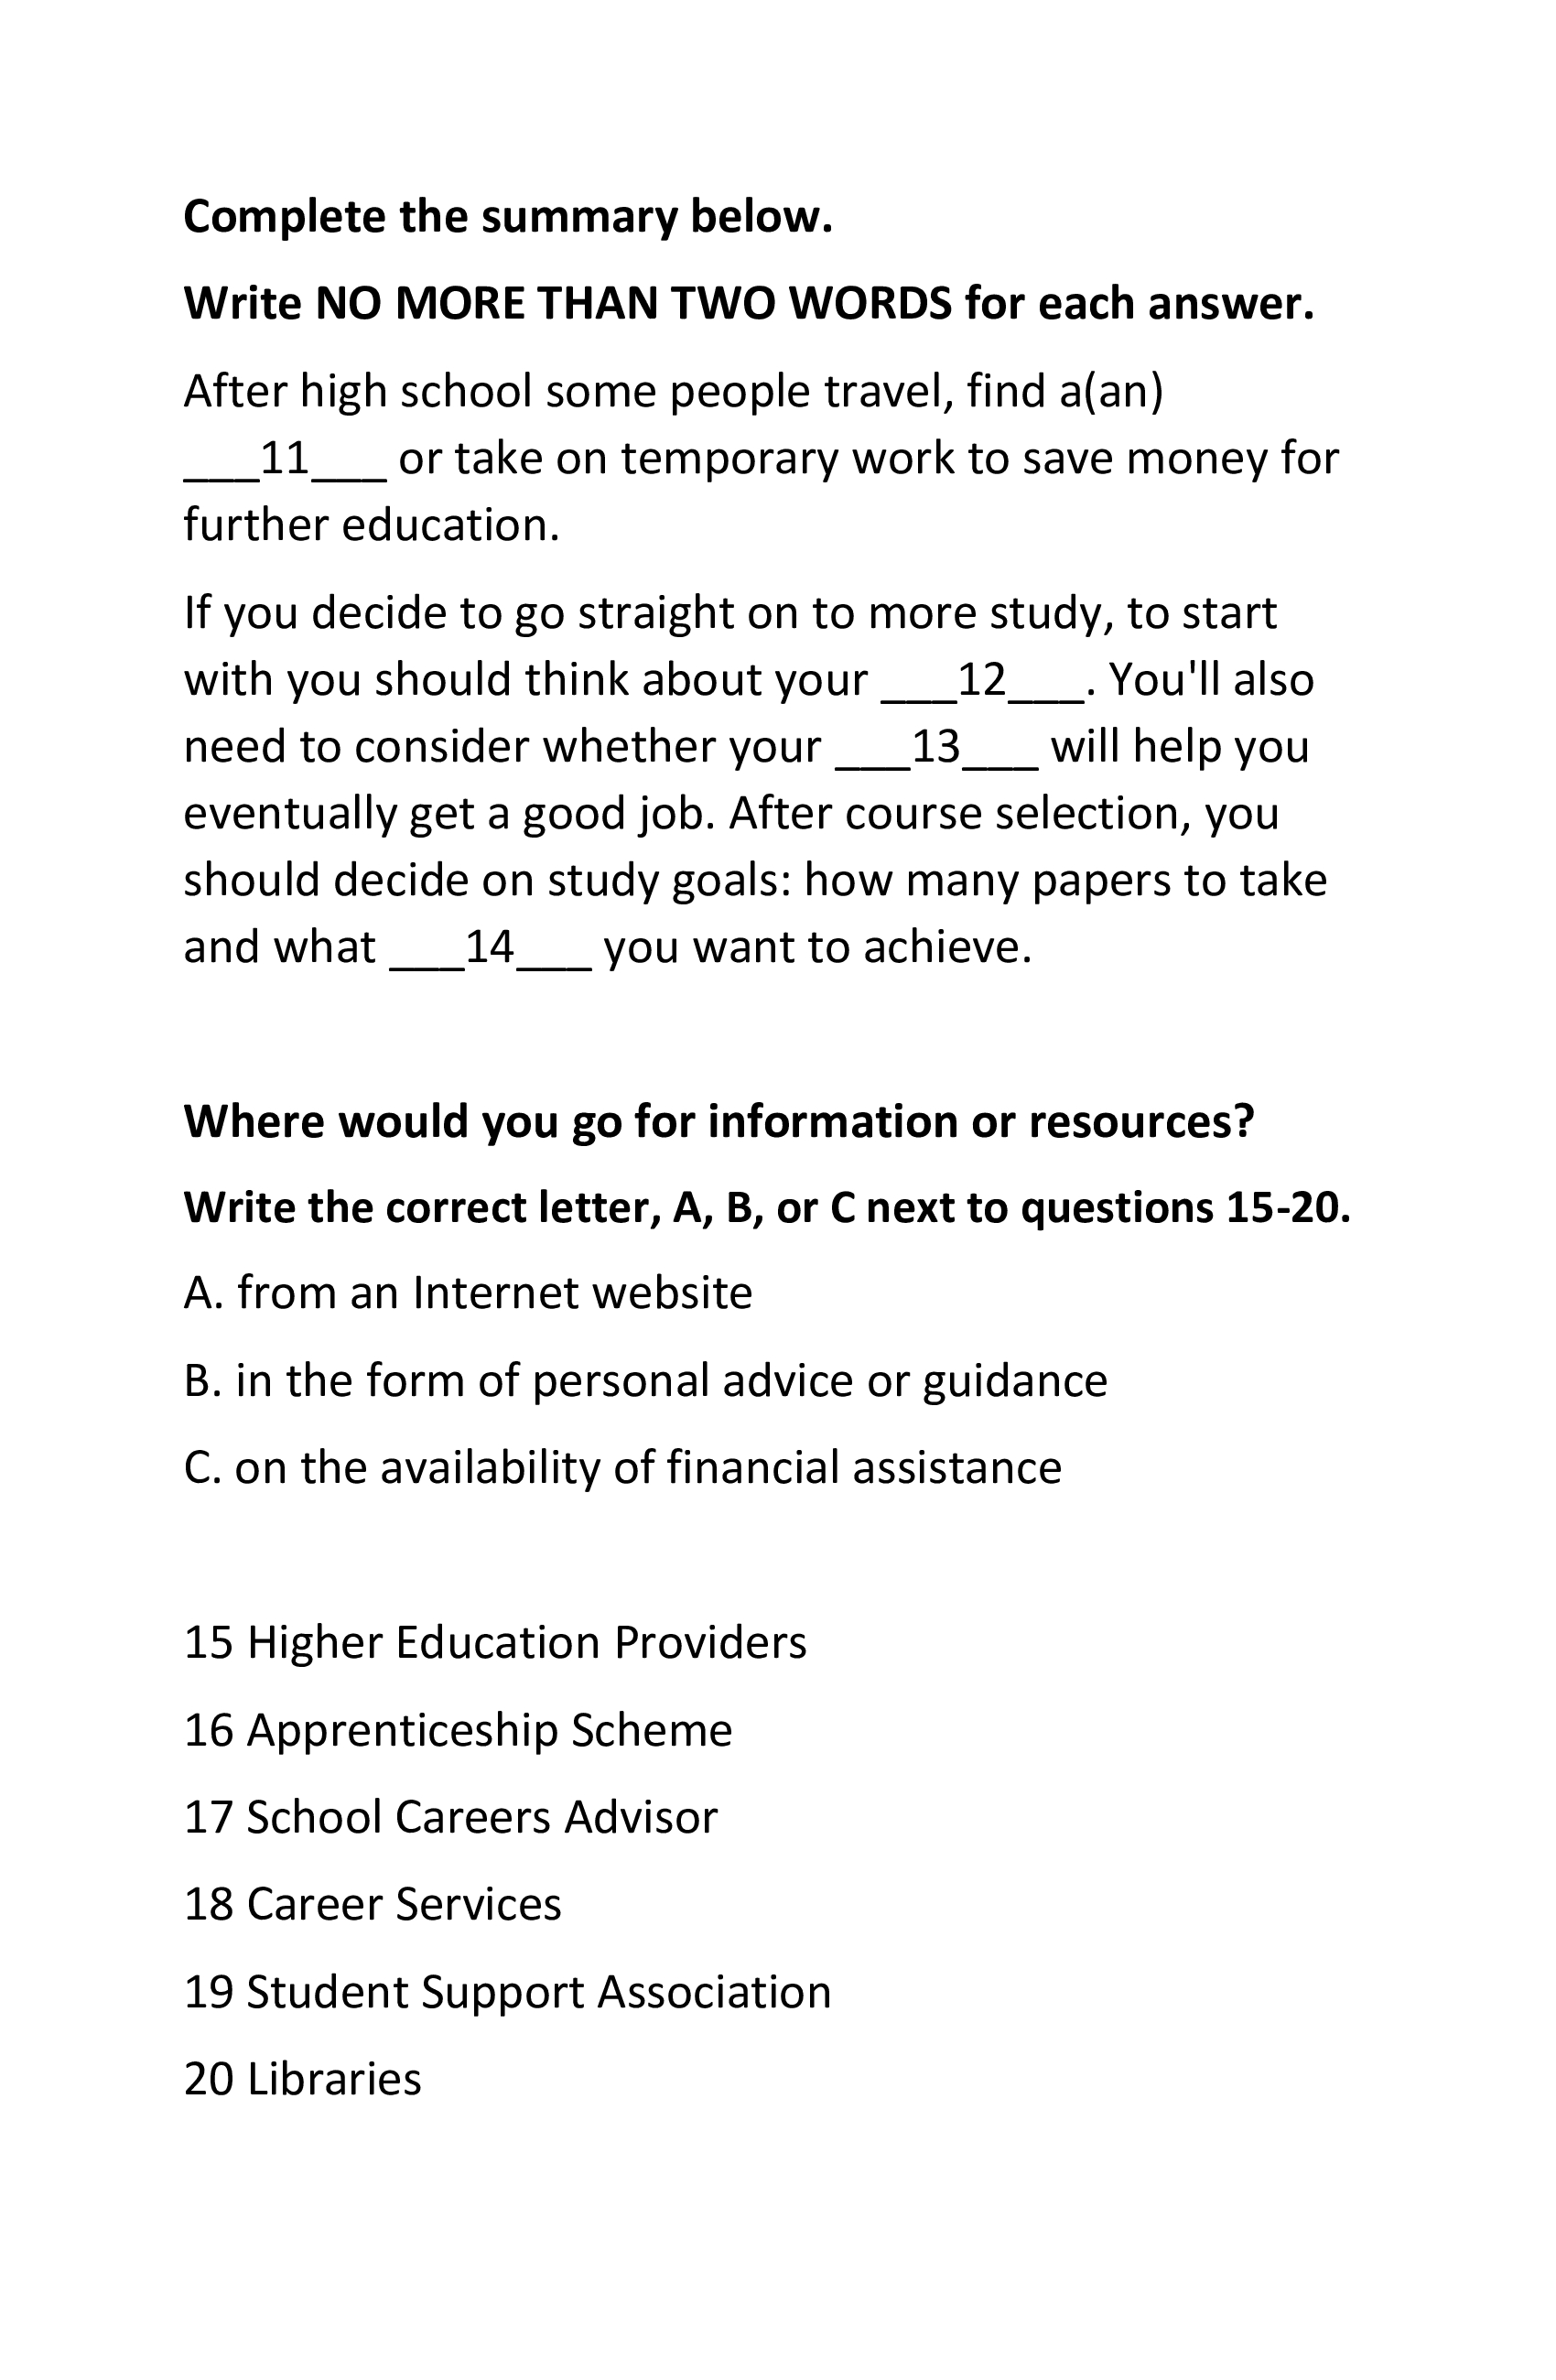 Complete the summary below.
Write NO MORE THAN TWO WORDS for each answer.
After high school some people travel, find a(an)
___11___ or take on temporary work to save money for
further education.
If you decide to go straight on to more study, to start
with you should think about your ___12___. You'll also
need to consider whether your ___13___ will help you
eventually get a good job. After course selection, you
should decide on study goals: how many papers to take
and what ___14___ you want to achieve.
Where would you go for information or resources?
Write the correct letter, A, B, or C next to questions 15-20.
A. from an Internet website
B. in the form of personal advice or guidance
C. on the availability of financial assistance
15 Higher Education Providers
16 Apprenticeship Scheme
17 School Careers Advisor
18 Career Services
19 Student Support Association
20 Libraries